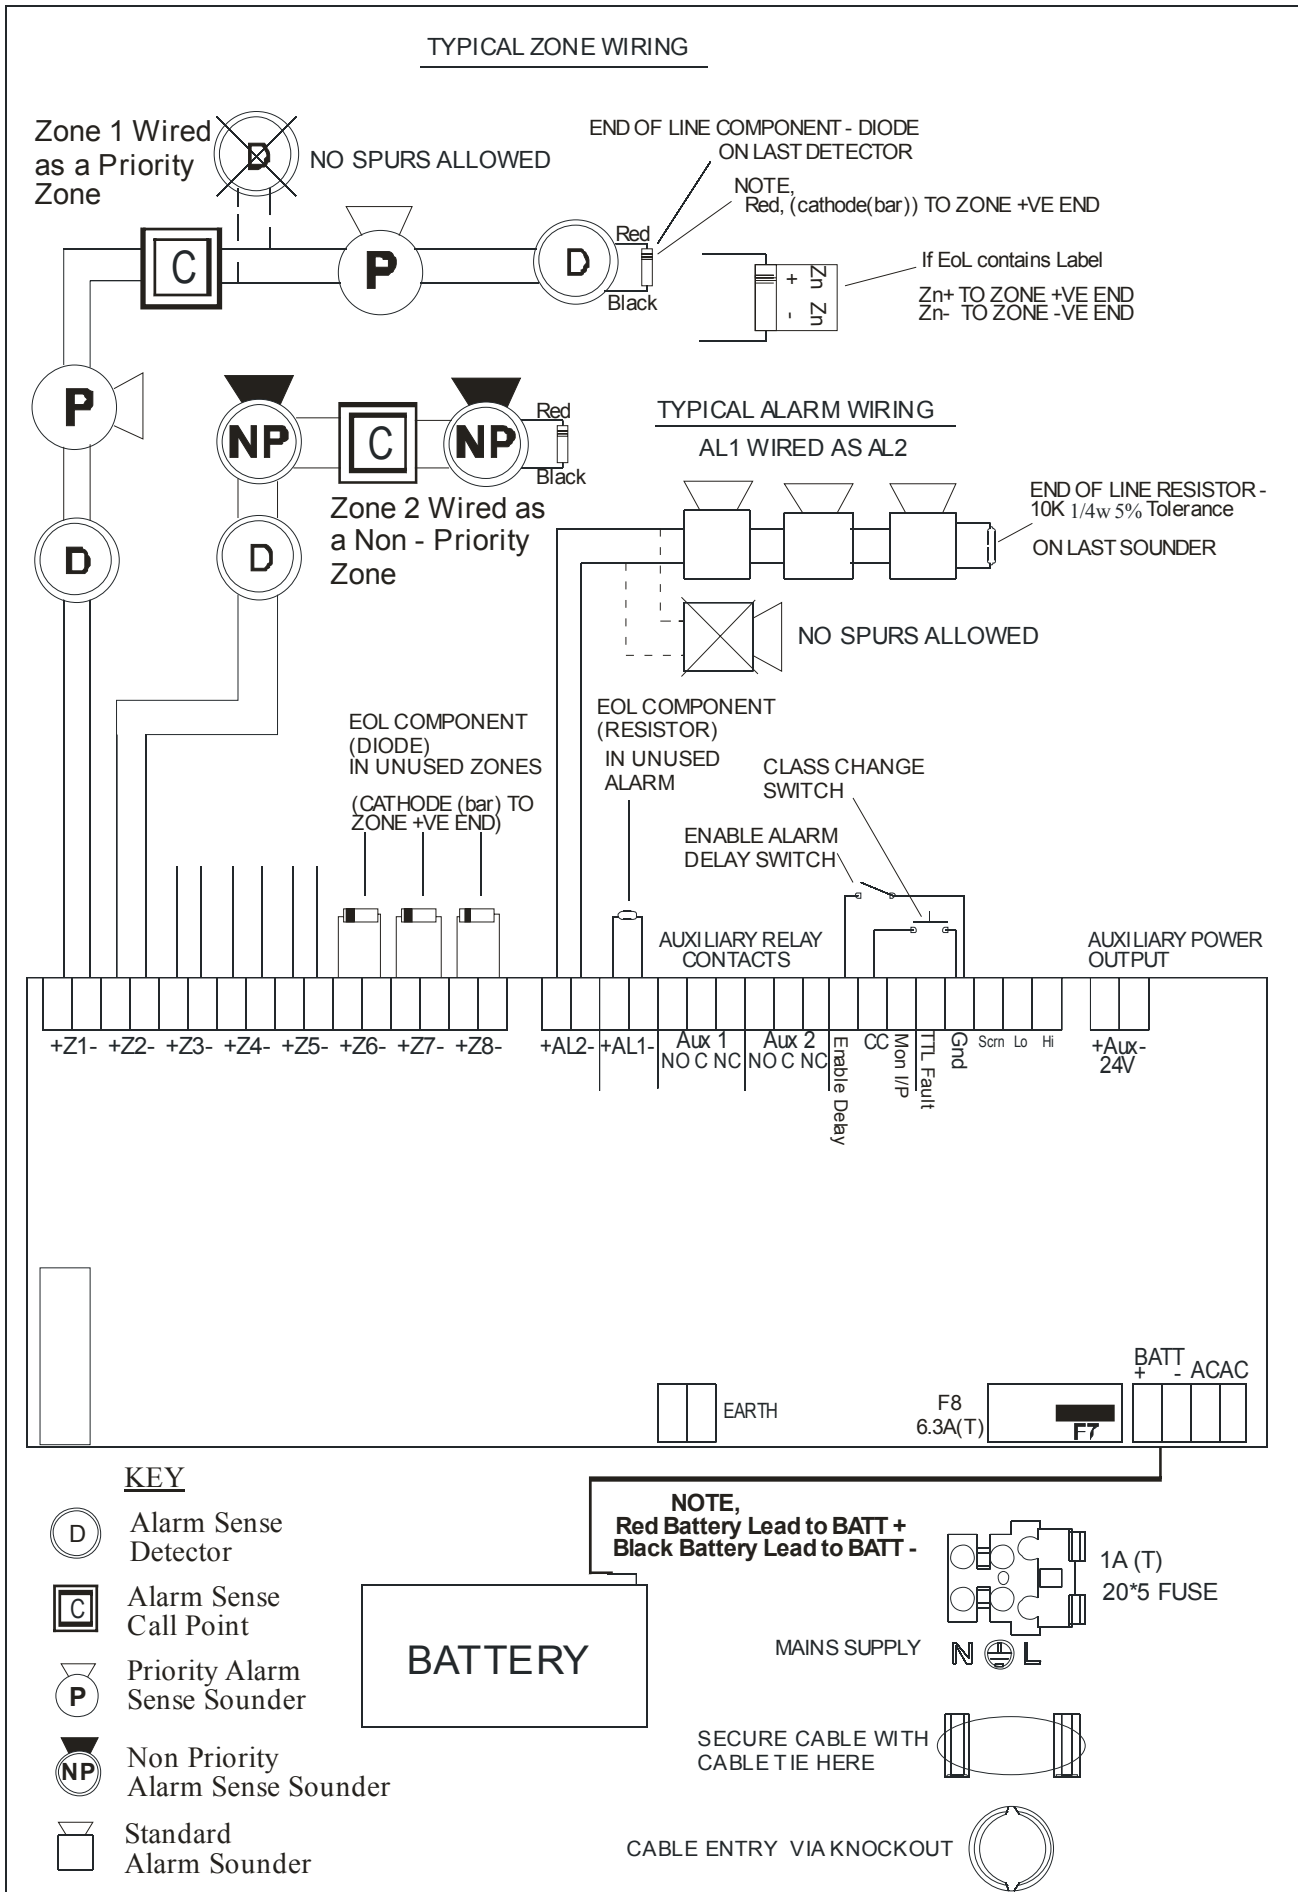 TYPICAL ZONE WIRING
Zone 1 Wired
as a Priority
Zone
D
NO SPURS ALLOWED
END OF LINE COMPONENT - DIODE
ON LAST DETECTOR
NOTE,
Red, (cathode(bar)) TO ZONE +VE END
C
P
D
Red
Black
+ Zn
- Zn
If EoL contains Label
Zn+ TO ZONE +VE END
Zn- TO ZONE -VE END
P
NP
C
NP
Red
Black
Zone 2 Wired as
a Non - Priority
Zone
D
D
TYPICAL ALARM WIRING
AL1 WIRED AS AL2
END OF LINE RESISTOR -
10K 1/4w 5% Tolerance
ON LAST SOUNDER
NO SPURS ALLOWED
EOL COMPONENT
(DIODE)
IN UNUSED ZONES
(CATHODE (bar) TO
ZONE +VE END)
EOL COMPONENT
(RESISTOR)
IN UNUSED
ALARM
CLASS CHANGE
SWITCH
ENABLE ALARM
DELAY SWITCH
AUXILIARY RELAY
CONTACTS
AUXILIARY POWER
OUTPUT
+Z1- +Z2- +Z3- +Z4- +Z5- +Z6- +Z7- +Z8-
+AL2- +AL1-
Aux 1
NO C NC
Aux 2
NO C NC
Enable Delay
CC
Mon I/P
TTL Fault
Gnd
Scrn Lo Hi
+Aux-
24V
EARTH
F8
6.3A(T)
F7
BATT
+ -
ACAC
KEY
D
Alarm Sense
Detector
C
Alarm Sense
Call Point
P
Priority Alarm
Sense Sounder
NP
Non Priority
Alarm Sense Sounder
Standard
Alarm Sounder
NOTE,
Red Battery Lead to BATT +
Black Battery Lead to BATT -
BATTERY
1A (T)
20*5 FUSE
MAINS SUPPLY
N L
SECURE CABLE WITH
CABLE TIE HERE
CABLE ENTRY VIA KNOCKOUT